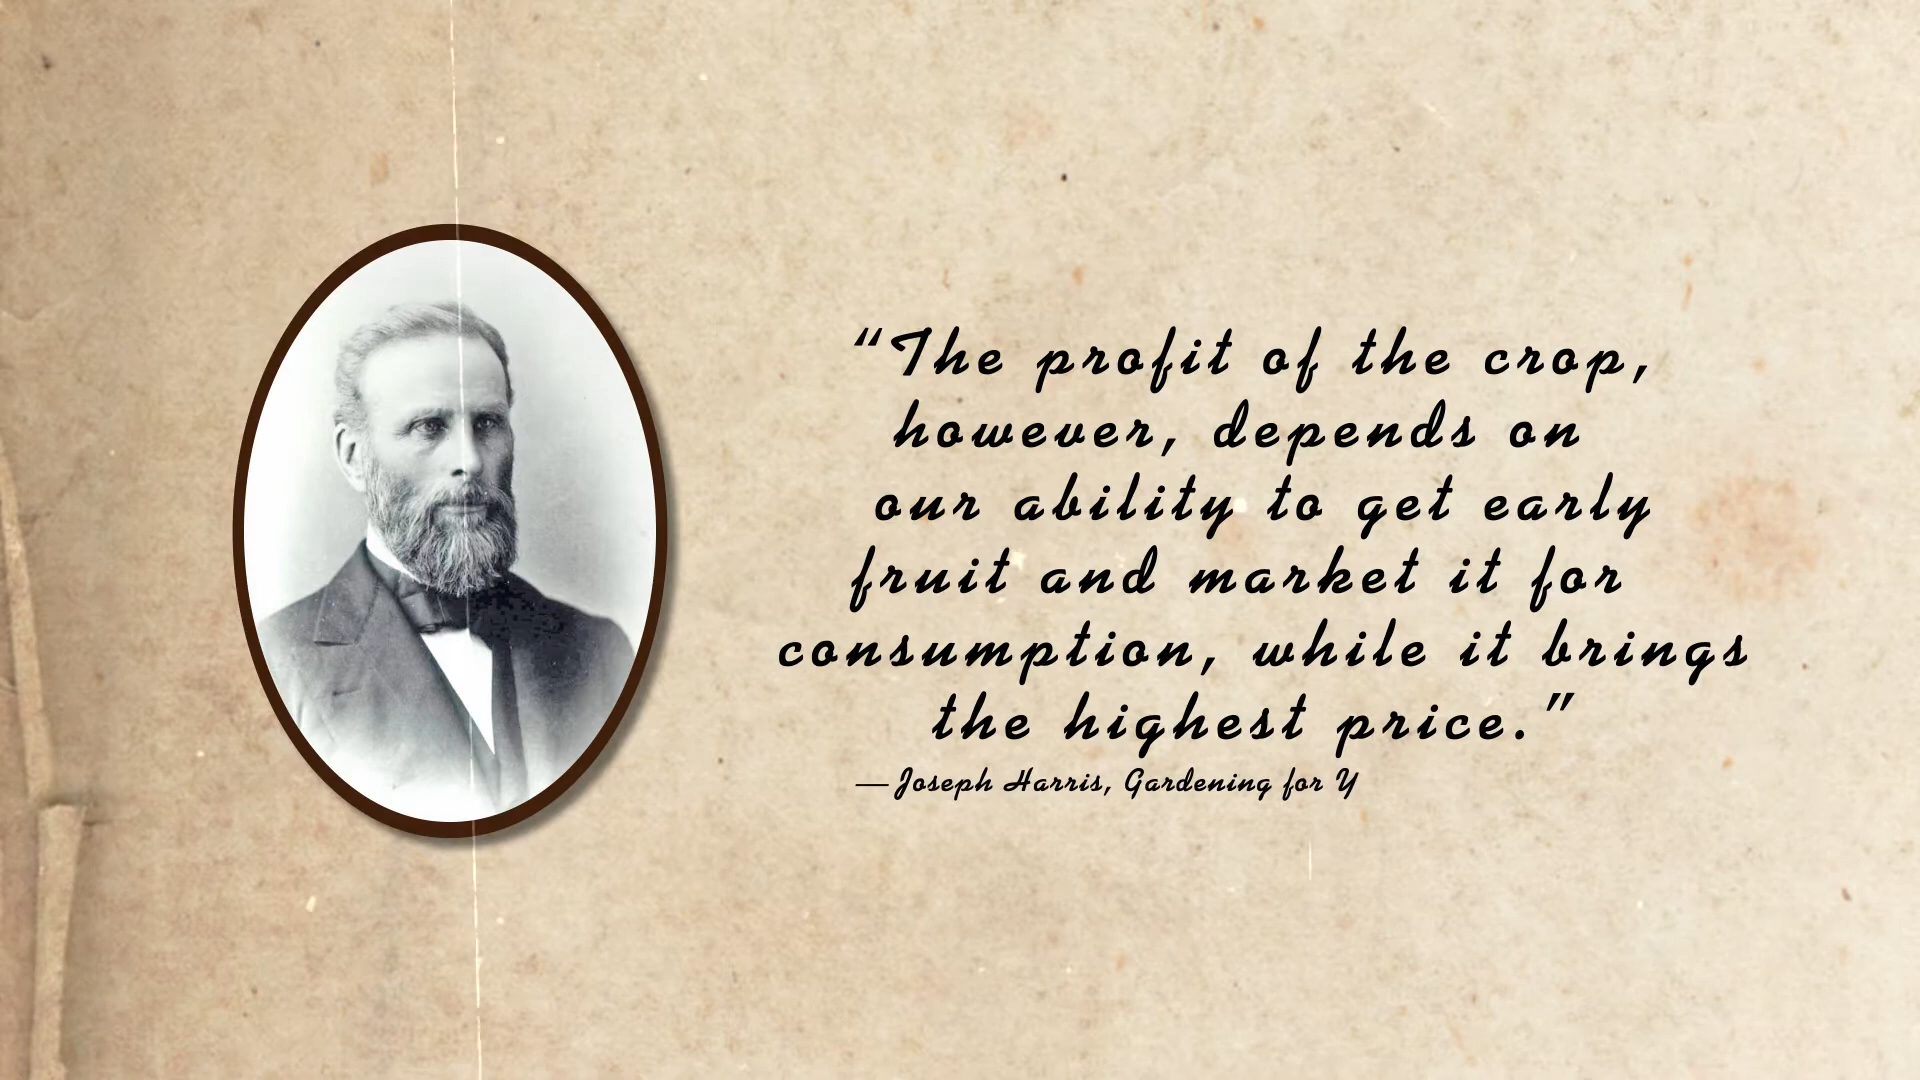 “The profit of the crop,
however, depends on
our ability to get early
fruit and market it for
consumption, while it brings
the highest price.”
— Joseph Harris, Gardening for Y